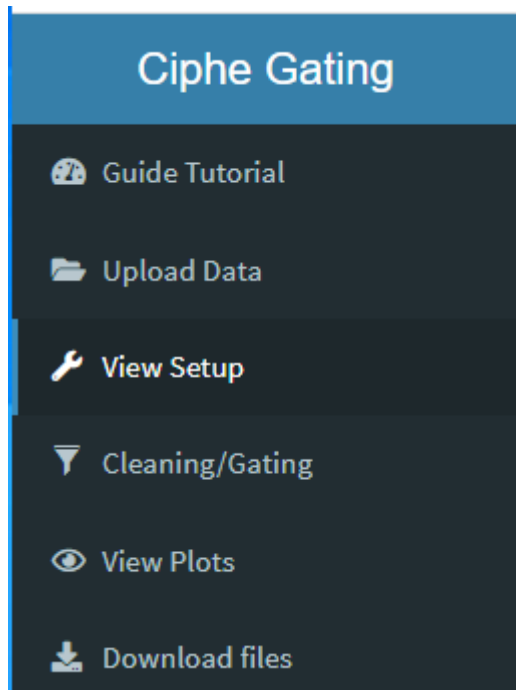 Ciphe Gating
Guide Tutorial
Upload Data
View Setup
Cleaning/Gating
View Plots
Download files